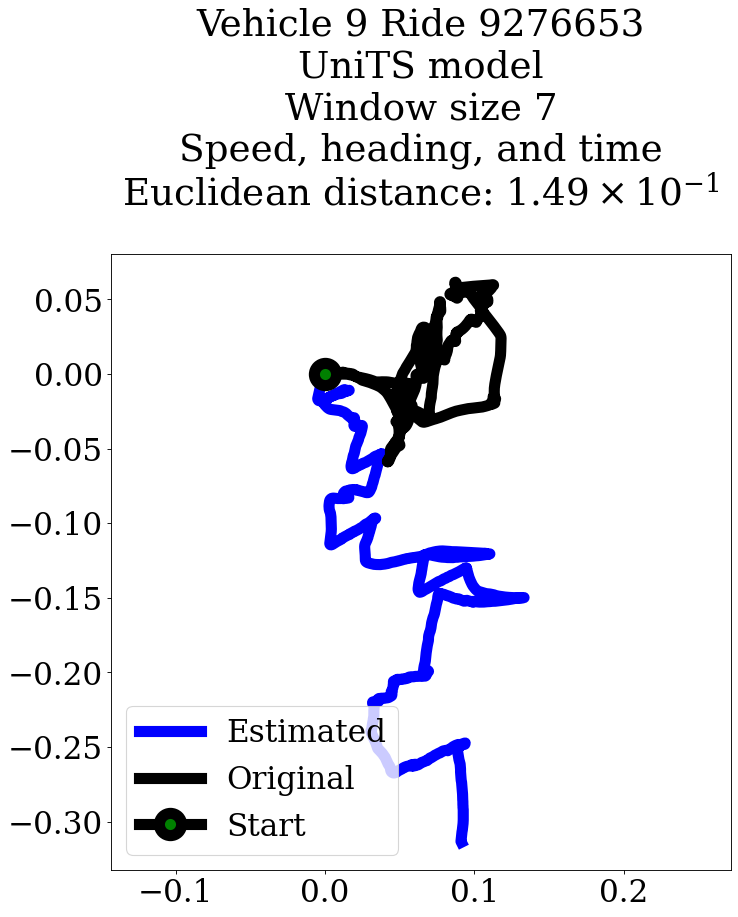 Vehicle 9 Ride 9276653
UniTS model
Window size 7
Speed, heading, and time
Euclidean distance: $1.49 \times 10^{-1}$
0.05
0.00
−0.05
−0.10
−0.15
−0.20
−0.25
−0.30
Estimated
Original
Start
−0.1 0.0 0.1 0.2